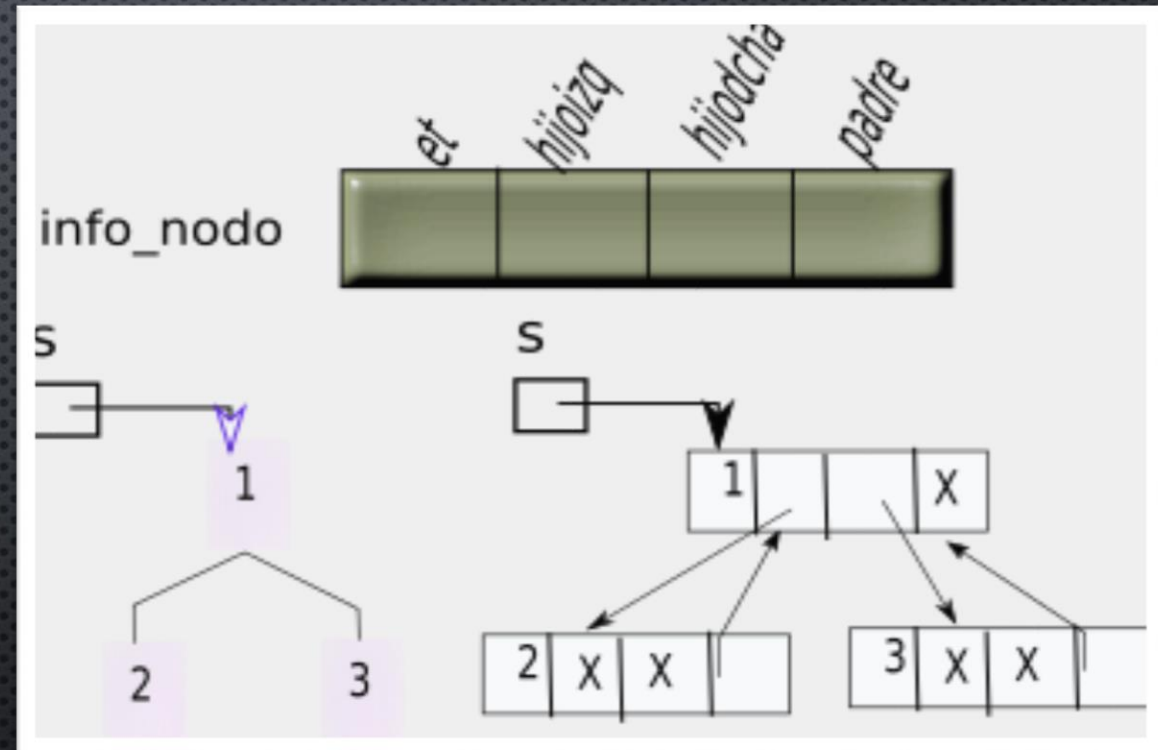 et hijoizq hijodcha padre
info_nodo
s s
1 1 X
2 3 2 X X 3 X X